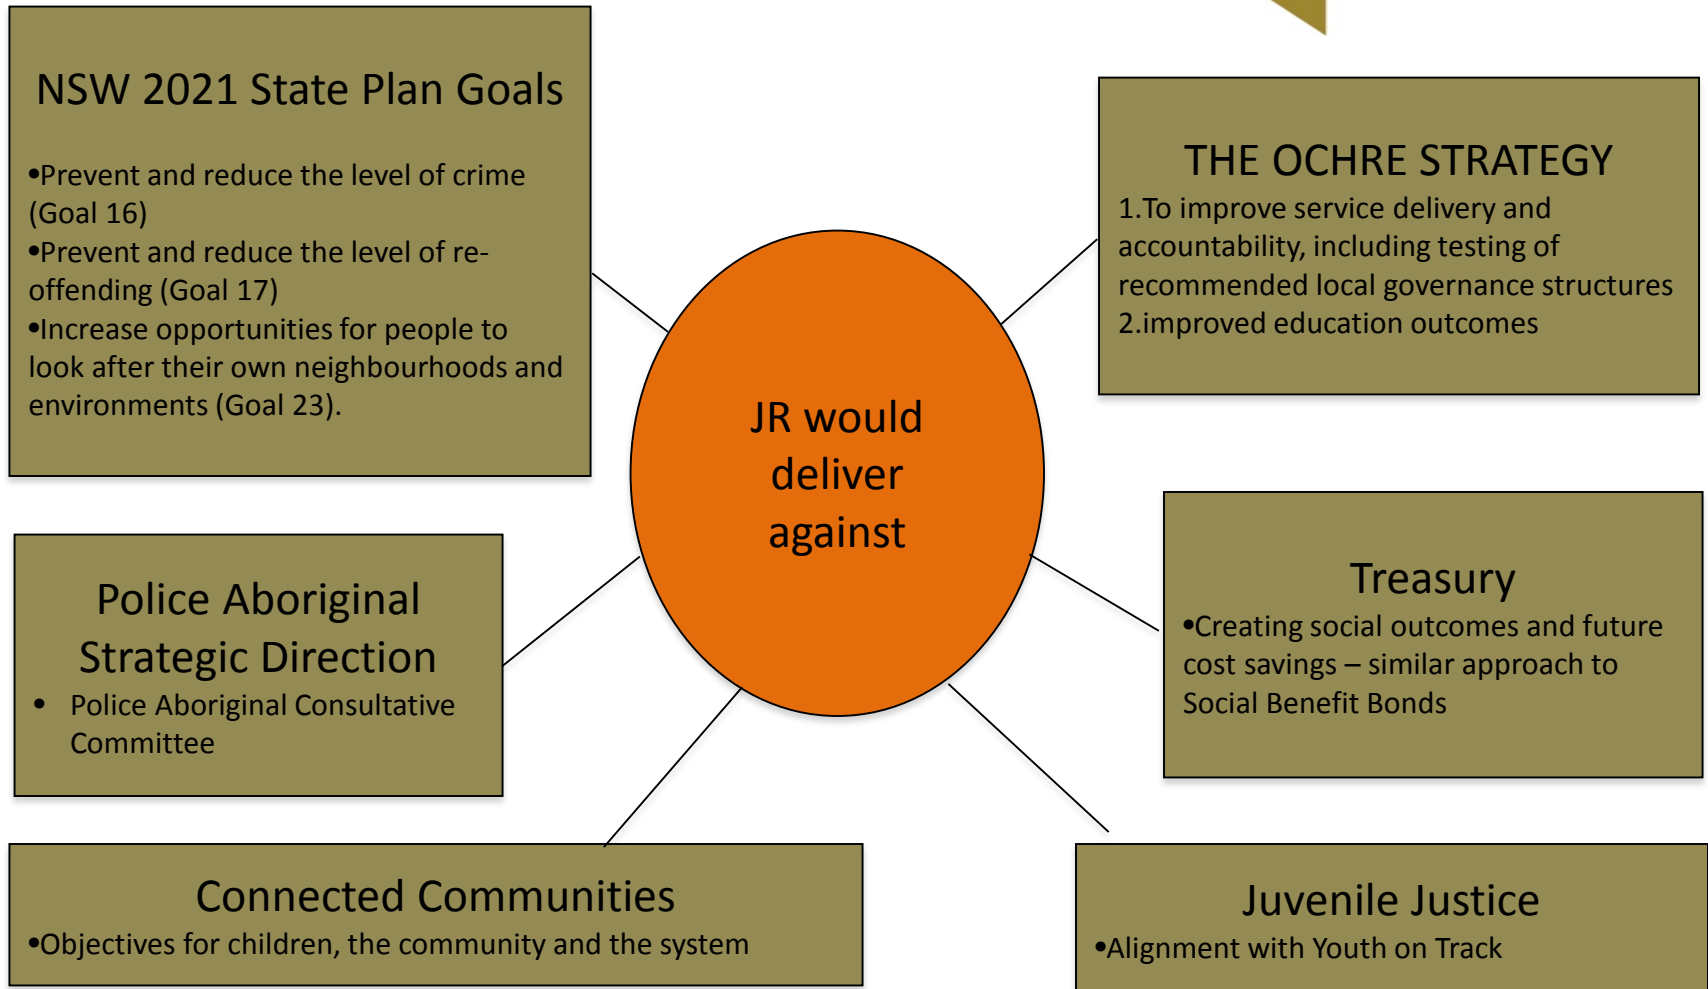 NSW 2021 State Plan Goals
•Prevent and reduce the level of crime
(Goal 16)
•Prevent and reduce the level of re-
offending (Goal 17)
•Increase opportunities for people to
look after their own neighbourhoods and
environments (Goal 23).
THE OCHRE STRATEGY
1.To improve service delivery and
accountability, including testing of
recommended local governance structures
2.improved education outcomes
JR would
deliver
against
Police Aboriginal
Strategic Direction
• Police Aboriginal Consultative
Committee
Treasury
•Creating social outcomes and future
cost savings – similar approach to
Social Benefit Bonds
Connected Communities
•Objectives for children, the community and the system
Juvenile Justice
•Alignment with Youth on Track